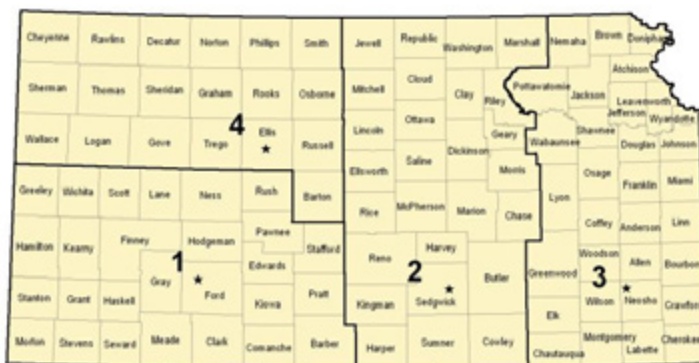 Cheyenne Rawlins Decatur Norton Phillips Smith Jewell Republic Washington Marshall Nemaha Brown Doniphan
Atchison
Sherman Thomas Sheridan Graham Rooks Osborne Mitchell Cloud Clay Riley Pottawatomie Jackson Leavenworth
Jefferson Wyandotte
Ottawa
4
Ellis
Wallace Logan Gove Trego Russell Lincoln Geary Wabaunsee Shawnee Douglas Johnson
Saline Dickinson
Ellsworth Morris Osage Franklin Miami
Greeley Wichita Scott Lane Ness Rush Barton Lyon
Rice McPherson Marion Chase Coffey Anderson Linn
Pawnee
Hamilton Kearny Finney Hodgeman Stafford Harvey
Reno Butler Woodson Allen Bourbon
1
Gray
Edwards
2
Greenwood
3
Stanton Grant Haskell Ford Kiowa Pratt Kingman Sedgwick Wilson Neosho Crawfor
Elk
Morton Stevens Seward Meade Clark Comanche Barber Harper Sumner Cowley Chautauqua Montgomery Labette Cheroke